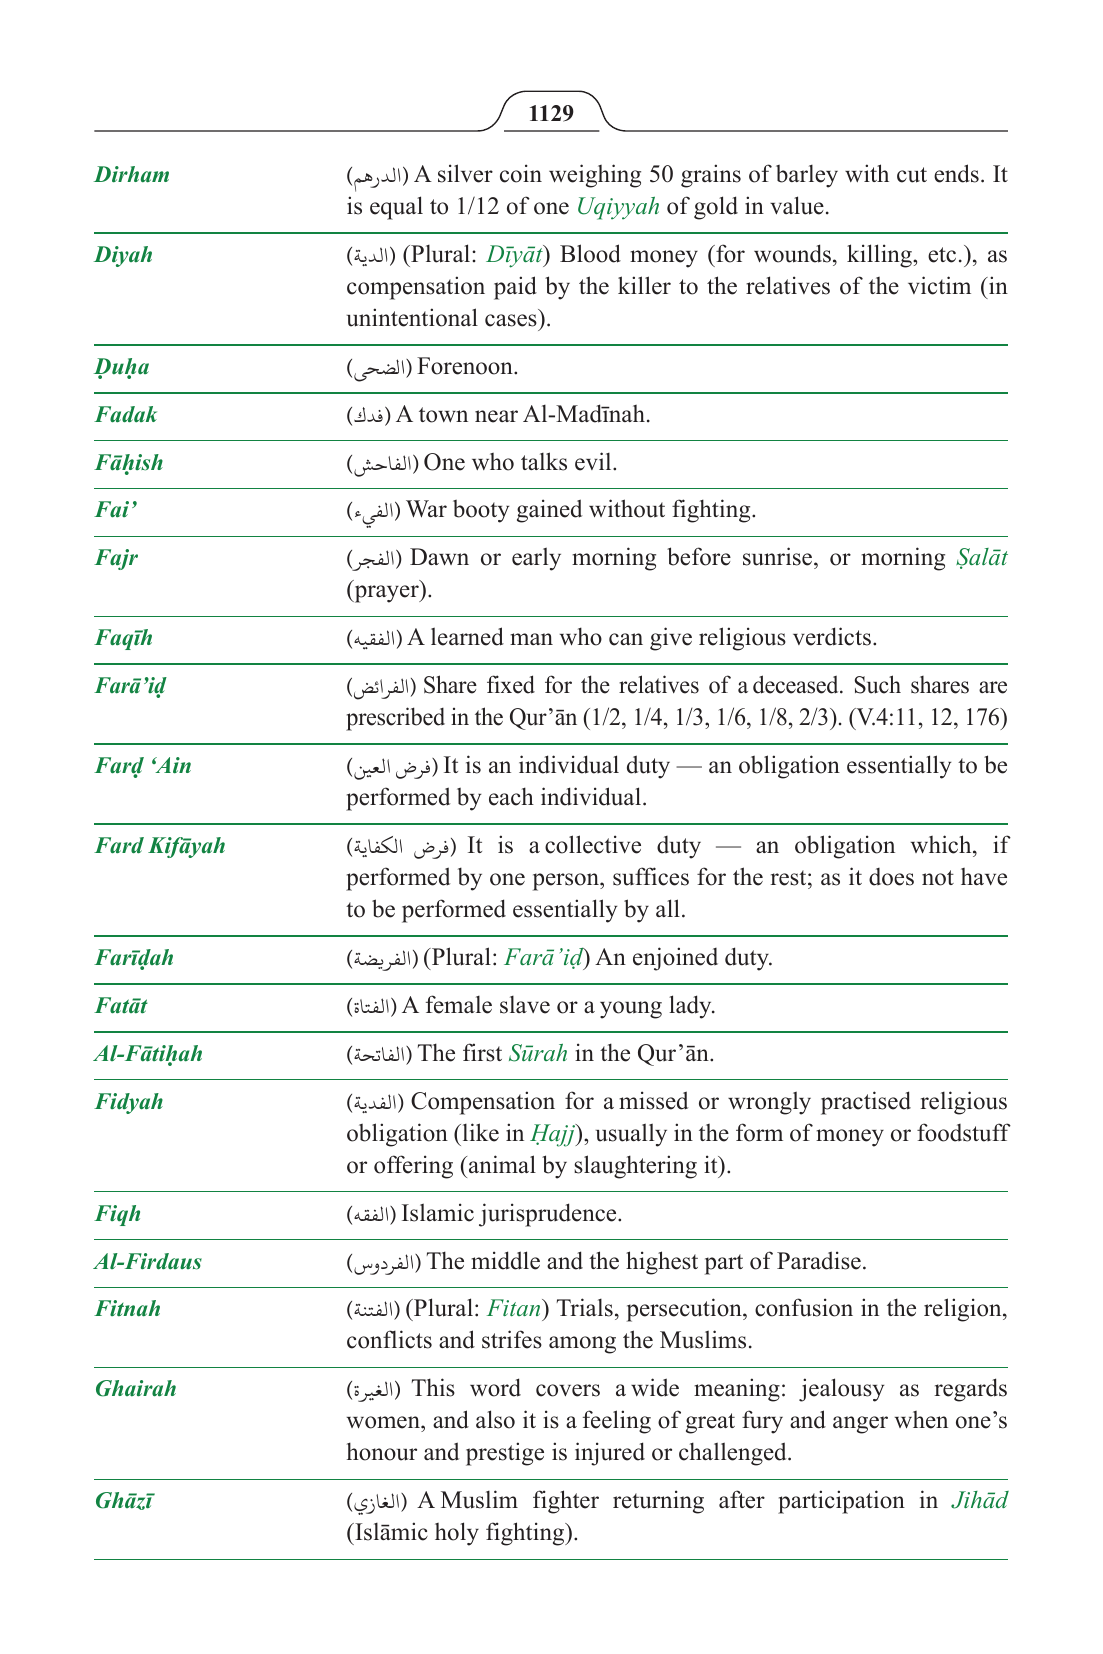 1129
Dirham (الدرهم) A silver coin weighing 50 grains of barley with cut ends. It
is equal to 1/12 of one Uqiyyah of gold in value.
Diyah (الدية) (Plural: Dīyāt) Blood money (for wounds, killing, etc.), as
compensation paid by the killer to the relatives of the victim (in
unintentional cases).
Ḍuḥa (الضحى) Forenoon.
Fadak (فدك) A town near Al-Madīnah.
Fāḥish (الفاحش) One who talks evil.
Fai’ (الفيء) War booty gained without fighting.
Fajr (الفجر) Dawn or early morning before sunrise, or morning Ṣalāt
(prayer).
Faqīh (الفقيه) A learned man who can give religious verdicts.
Farā’iḍ (الفرائض) Share fixed for the relatives of a deceased. Such shares are
prescribed in the Qur’ān (1/2, 1/4, 1/3, 1/6, 1/8, 2/3). (V.4:11, 12, 176)
Farḍ ‘Ain (فرض العين) It is an individual duty — an obligation essentially to be
performed by each individual.
Fard Kifāyah (فرض الكفاية) It is a collective duty — an obligation which, if
performed by one person, suffices for the rest; as it does not have
to be performed essentially by all.
Farīḍah (الفريضة) (Plural: Farā’iḍ) An enjoined duty.
Fatāt (الفتاة) A female slave or a young lady.
Al-Fātiḥah (الفاتحة) The first Sūrah in the Qur’ān.
Fidyah (الفدية) Compensation for a missed or wrongly practised religious
obligation (like in Ḥajj), usually in the form of money or foodstuff
or offering (animal by slaughtering it).
Fiqh (الفقه) Islamic jurisprudence.
Al-Firdaus (الفردوس) The middle and the highest part of Paradise.
Fitnah (الفتنة) (Plural: Fitan) Trials, persecution, confusion in the religion,
conflicts and strifes among the Muslims.
Ghairah (الغيرة) This word covers a wide meaning: jealousy as regards
women, and also it is a feeling of great fury and anger when one’s
honour and prestige is injured or challenged.
Ghāzī (الغازي) A Muslim fighter returning after participation in Jihād
(Islāmic holy fighting).